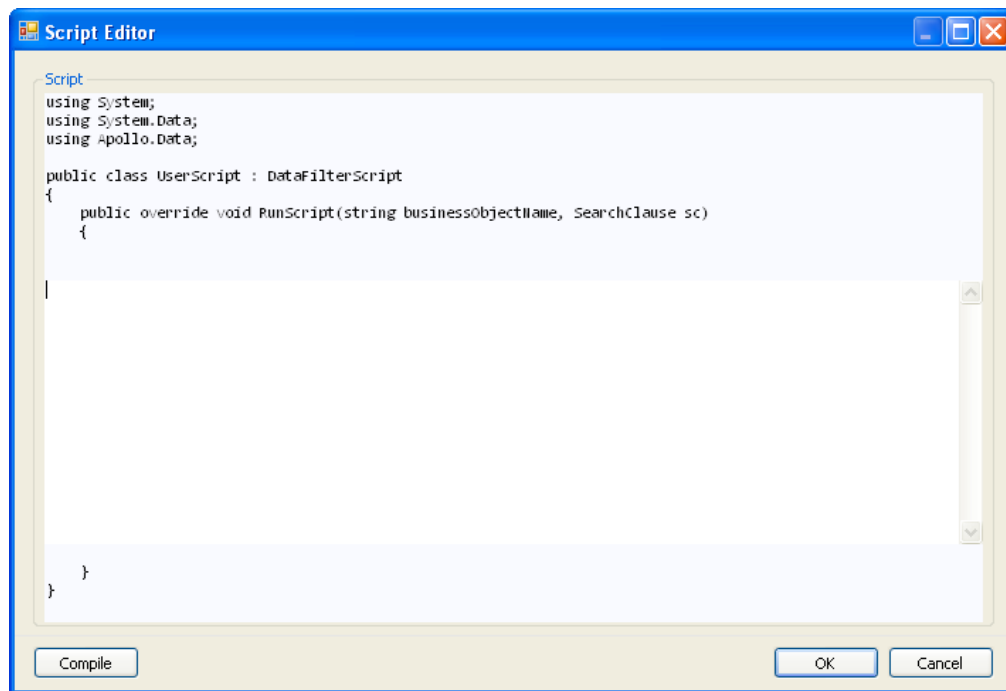 Script Editor
Script
using System;
using System.Data;
using Apollo.Data;
public class UserScript : DataFilterScript
{
public override void RunScript(string businessObjectName, SearchClause sc)
{
}
}
Compile
OK
Cancel